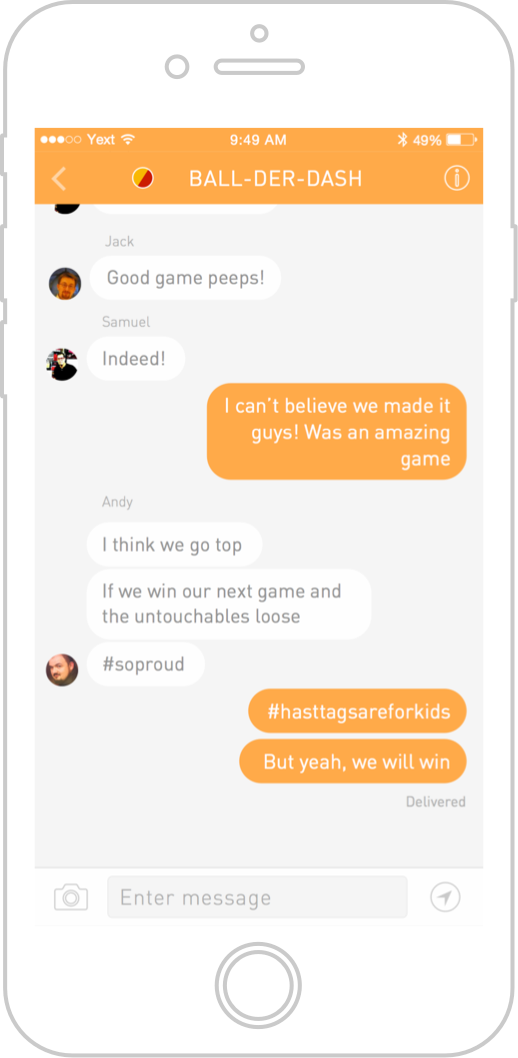 Yext 9:49 AM 49%
BALL-DER-DASH
Jack
Good game peeps!
Samuel
Indeed!
I can't believe we made it
guys! Was an amazing
game
Andy
I think we go top
If we win our next game and
the untouchables loose
#soproud
#hasttagsareforkids
But yeah, we will win
Delivered
Enter message